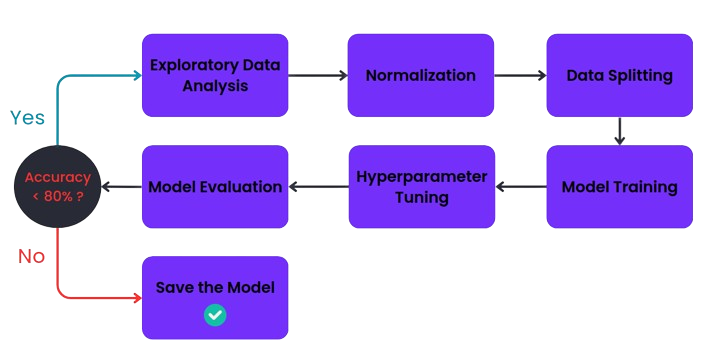 Exploratory Data
Analysis
Normalization
Data Splitting
Yes
Accuracy
< 80% ?
Model Evaluation
Hyperparameter
Tuning
Model Training
No
Save the Model